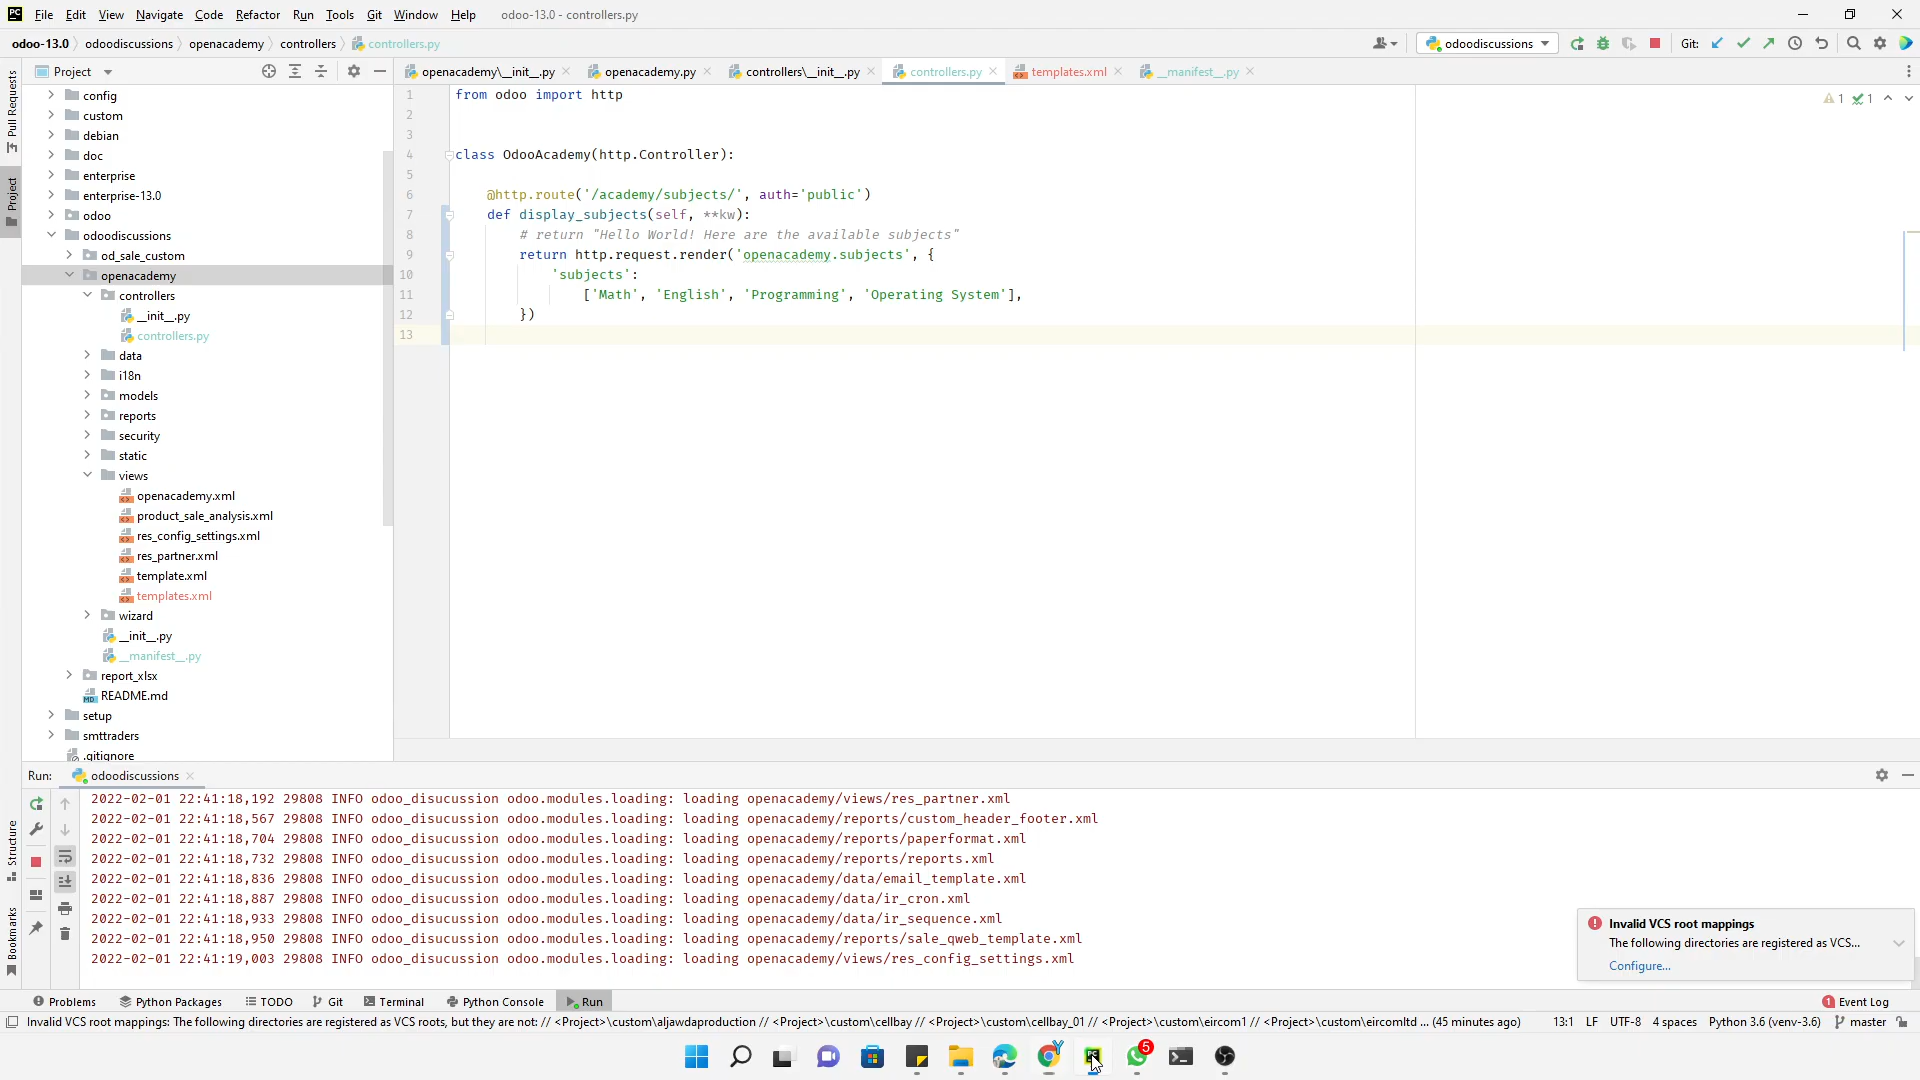 File Edit View Navigate Code Refactor Run Tools Git Window Help odoo-13.0 - controllers.py
odoo-13.0 odoodiscussions openacademy controllers controllers.py odoodiscussions Git:
Project openacademy\__init__.py openacademy.py controllers\__init__.py controllers.py templates.xml __manifest__.py
Pull Requests
Project
config
custom
debian
doc
enterprise
enterprise-13.0
odoo
odoodiscussions
od_sale_custom
openacademy
controllers
__init__.py
controllers.py
data
i18n
models
reports
security
static
views
openacademy.xml
product_sale_analysis.xml
res_config_settings.xml
res_partner.xml
template.xml
templates.xml
wizard
__init__.py
__manifest__.py
report_xlsx
README.md
setup
smttraders
.gitignore
1 from odoo import http
1 1
2
3
4 class OdooAcademy(http.Controller):
5
6 @http.route('/academy/subjects/', auth='public')
7 def display_subjects(self, **kw):
8 # return "Hello World! Here are the available subjects"
9 return http.request.render('openacademy.subjects', {
10 'subjects':
11 ['Math', 'English', 'Programming', 'Operating System'],
12 })
13
Run: odoodiscussions
2022-02-01 22:41:18,192 29808 INFO odoo_disucussion odoo.modules.loading: loading openacademy/views/res_partner.xml
2022-02-01 22:41:18,567 29808 INFO odoo_disucussion odoo.modules.loading: loading openacademy/reports/custom_header_footer.xml
2022-02-01 22:41:18,704 29808 INFO odoo_disucussion odoo.modules.loading: loading openacademy/reports/paperformat.xml
2022-02-01 22:41:18,732 29808 INFO odoo_disucussion odoo.modules.loading: loading openacademy/reports/reports.xml
2022-02-01 22:41:18,836 29808 INFO odoo_disucussion odoo.modules.loading: loading openacademy/data/email_template.xml
2022-02-01 22:41:18,887 29808 INFO odoo_disucussion odoo.modules.loading: loading openacademy/data/ir_cron.xml
2022-02-01 22:41:18,933 29808 INFO odoo_disucussion odoo.modules.loading: loading openacademy/data/ir_sequence.xml
2022-02-01 22:41:18,950 29808 INFO odoo_disucussion odoo.modules.loading: loading openacademy/reports/sale_qweb_template.xml
2022-02-01 22:41:19,003 29808 INFO odoo_disucussion odoo.modules.loading: loading openacademy/views/res_config_settings.xml
Structure
Bookmarks
Invalid VCS root mappings
The following directories are registered as VCS...
Configure...
Problems Python Packages TODO Git Terminal Python Console Run 1 Event Log
Invalid VCS root mappings: The following directories are registered as VCS roots, but they are not: // <Project>\custom\aljawdaproduction // <Project>\custom\cellbay // <Project>\custom\cellbay_01 // <Project>\custom\eircom1 // <Project>\custom\eircomltd ... (45 minutes ago) 13:1 LF UTF-8 4 spaces Python 3.6 (venv-3.6) master
PC
5